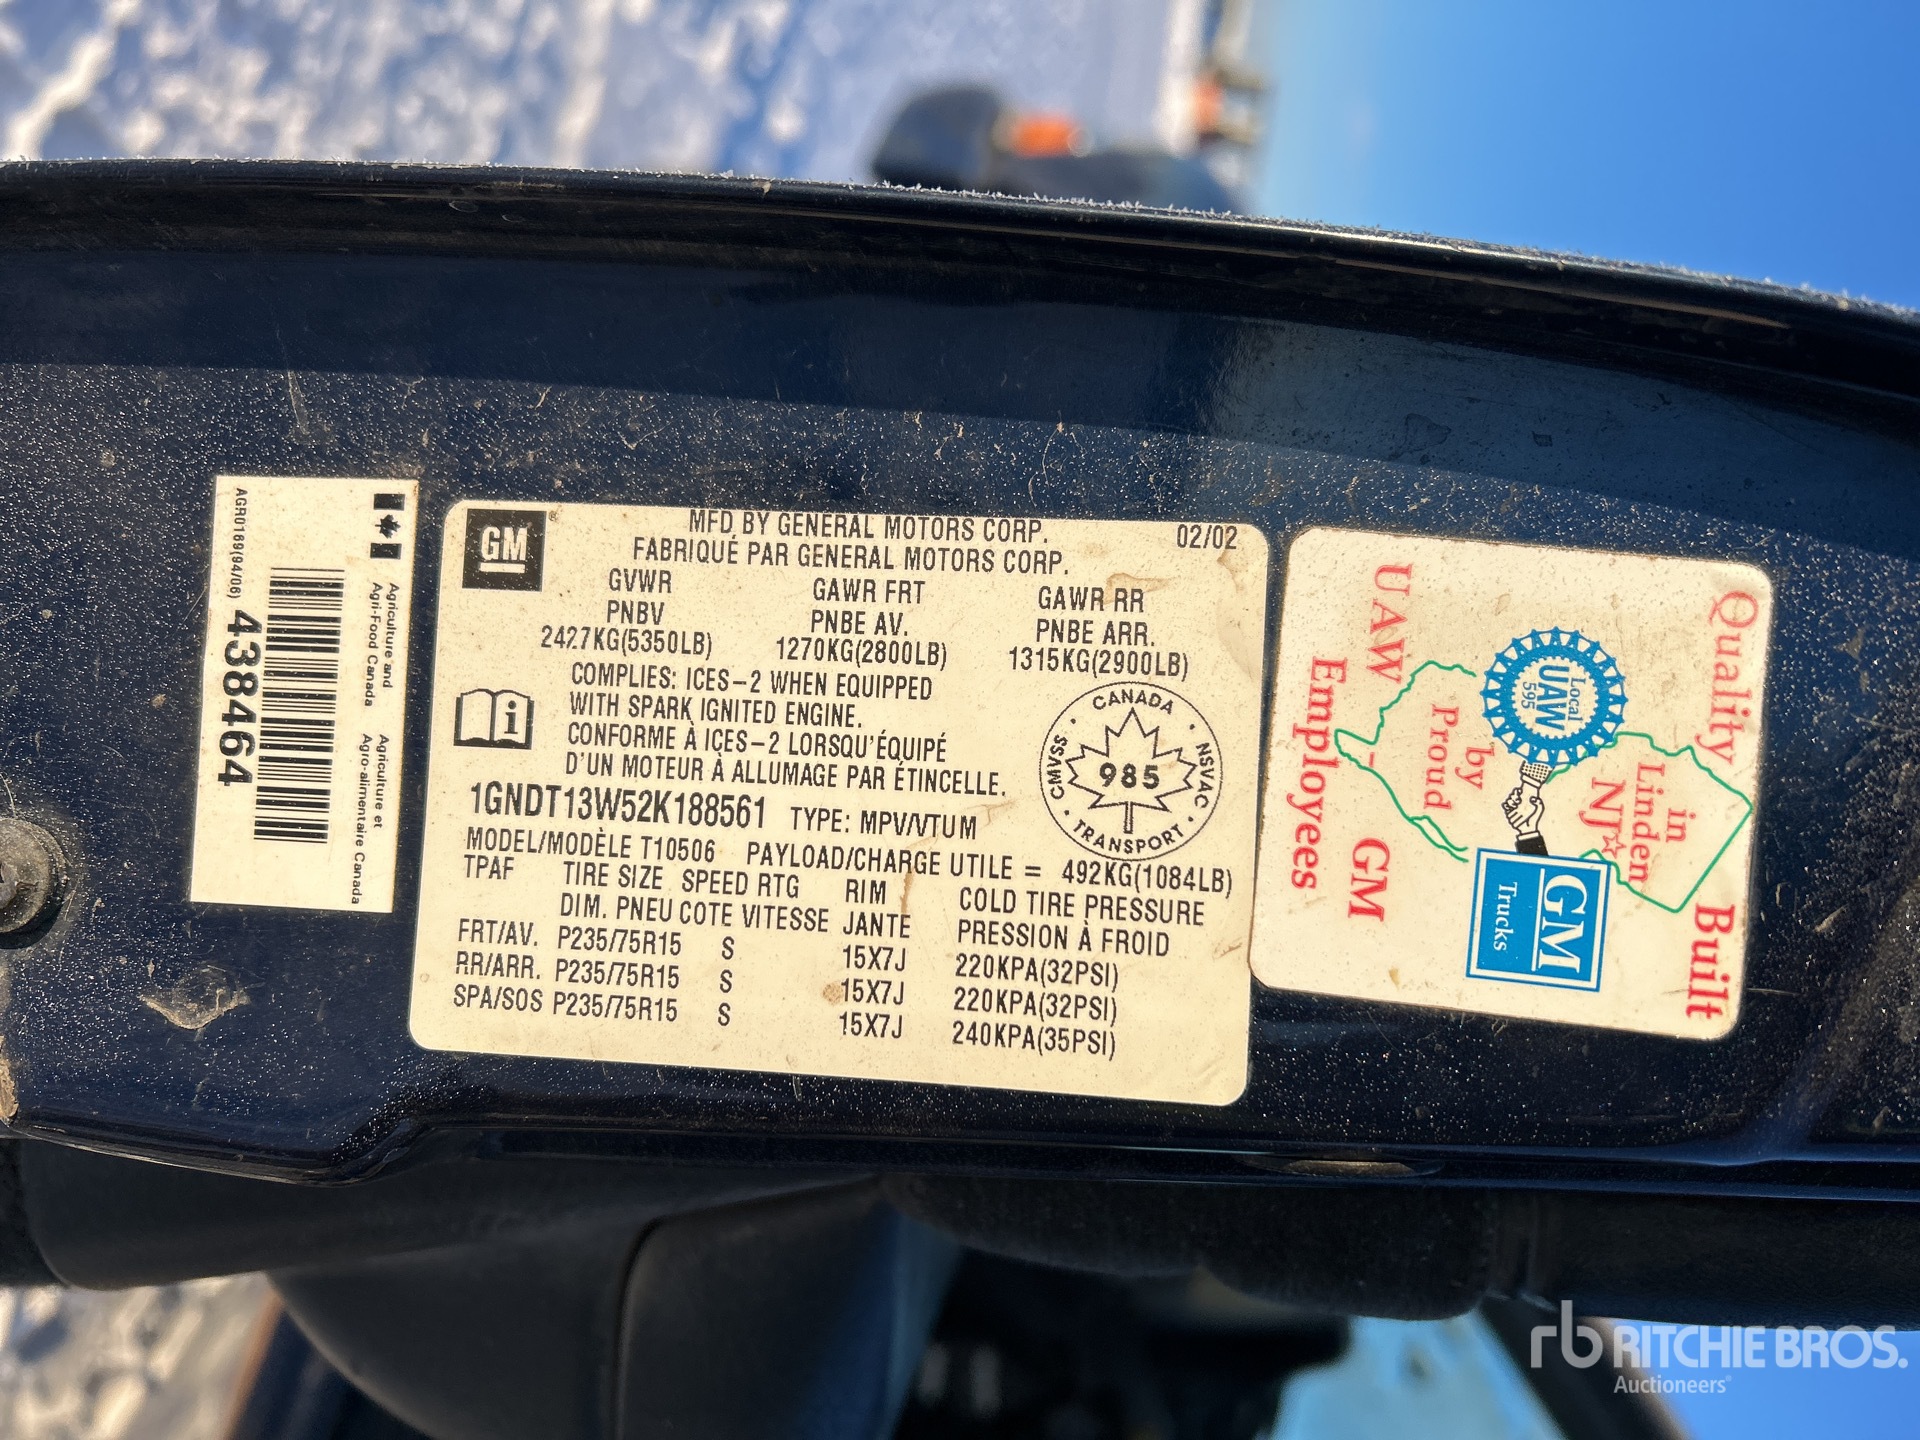 Agriculture and
Agri-Food Canada
Agriculture et
Agro-alimentaire Canada
438464
AGR0189(94/06)
GM
MFD BY GENERAL MOTORS CORP. 02/02
FABRIQUÉ PAR GENERAL MOTORS CORP.
GVWR GAWR FRT GAWR RR
PNBV PNBE AV. PNBE ARR.
2427KG(5350LB) 1270KG(2800LB) 1315KG(2900LB)
COMPLIES: ICES-2 WHEN EQUIPPED
WITH SPARK IGNITED ENGINE.
CONFORME À ICES-2 LORSQU'ÉQUIPÉ
D'UN MOTEUR À ALLUMAGE PAR ÉTINCELLE.
CANADA
CMVSS NSVAC
985
TRANSPORT
1GNDT13W52K188561 TYPE: MPV/VTUM
MODEL/MODÈLE T10506 PAYLOAD/CHARGE UTILE = 492KG(1084LB)
TPAF TIRE SIZE SPEED RTG RIM COLD TIRE PRESSURE
DIM. PNEU COTE VITESSE JANTE PRESSION À FROID
FRT/AV. P235/75R15 S 15X7J 220KPA(32PSI)
RR/ARR. P235/75R15 S 15X7J 220KPA(32PSI)
SPA/SOS P235/75R15 S 15X7J 240KPA(35PSI)
Quality Built
in
Linden
NJ
Local
UAW
595
GM
Trucks
by
Proud
UAW - GM
Employees
rb RITCHIE BROS.
Auctioneers